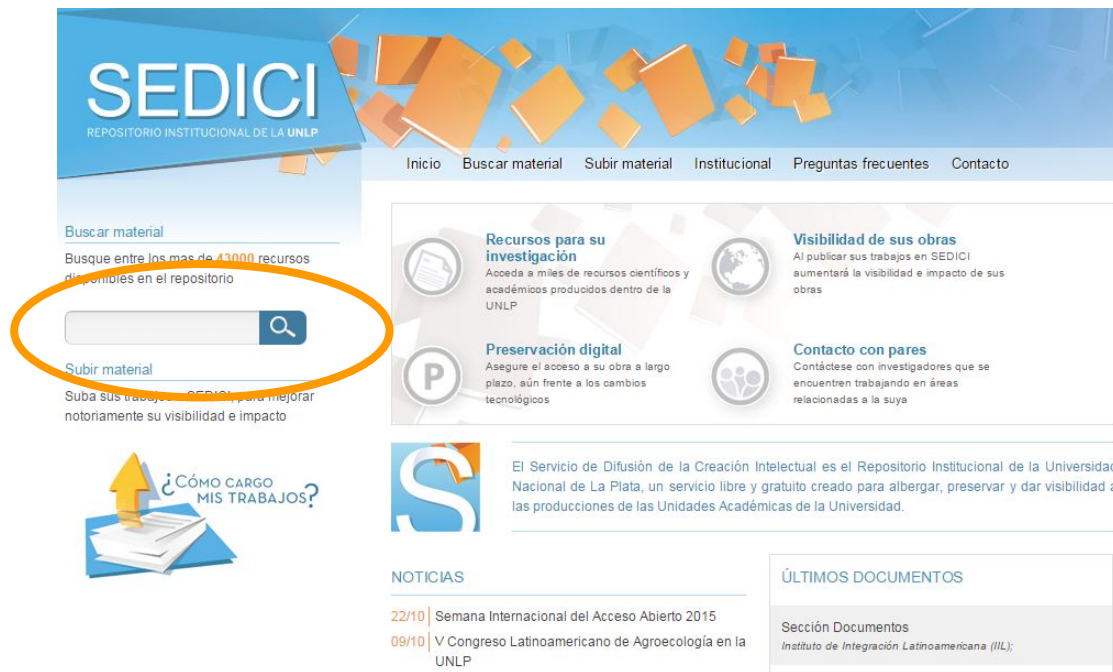 SEDICI
REPOSITORIO INSTITUCIONAL DE LA UNLP
Inicio Buscar material Subir material Institucional Preguntas frecuentes Contacto
Buscar material
Busque entre los mas de 43000 recursos
disponibles en el repositorio
Subir material
Suba sus trabajos a SEDICI, para mejorar
notoriamente su visibilidad e impacto
¿CÓMO CARGO
MIS TRABAJOS?
Recursos para su
investigación
Acceda a miles de recursos científicos y
académicos producidos dentro de la
UNLP
Visibilidad de sus obras
Al publicar sus trabajos en SEDICI
aumentará la visibilidad e impacto de sus
obras
P
Preservación digital
Asegure el acceso a su obra a largo
plazo, aún frente a los cambios
tecnológicos
Contacto con pares
Contáctese con investigadores que se
encuentren trabajando en áreas
relacionadas a la suya
S
El Servicio de Difusión de la Creación Intelectual es el Repositorio Institucional de la Universidad
Nacional de La Plata, un servicio libre y gratuito creado para albergar, preservar y dar visibilidad a
las producciones de las Unidades Académicas de la Universidad.
NOTICIAS
22/10 Semana Internacional del Acceso Abierto 2015
09/10 V Congreso Latinoamericano de Agroecología en la
UNLP
ÚLTIMOS DOCUMENTOS
Sección Documentos
Instituto de Integración Latinoamericana (IIL);